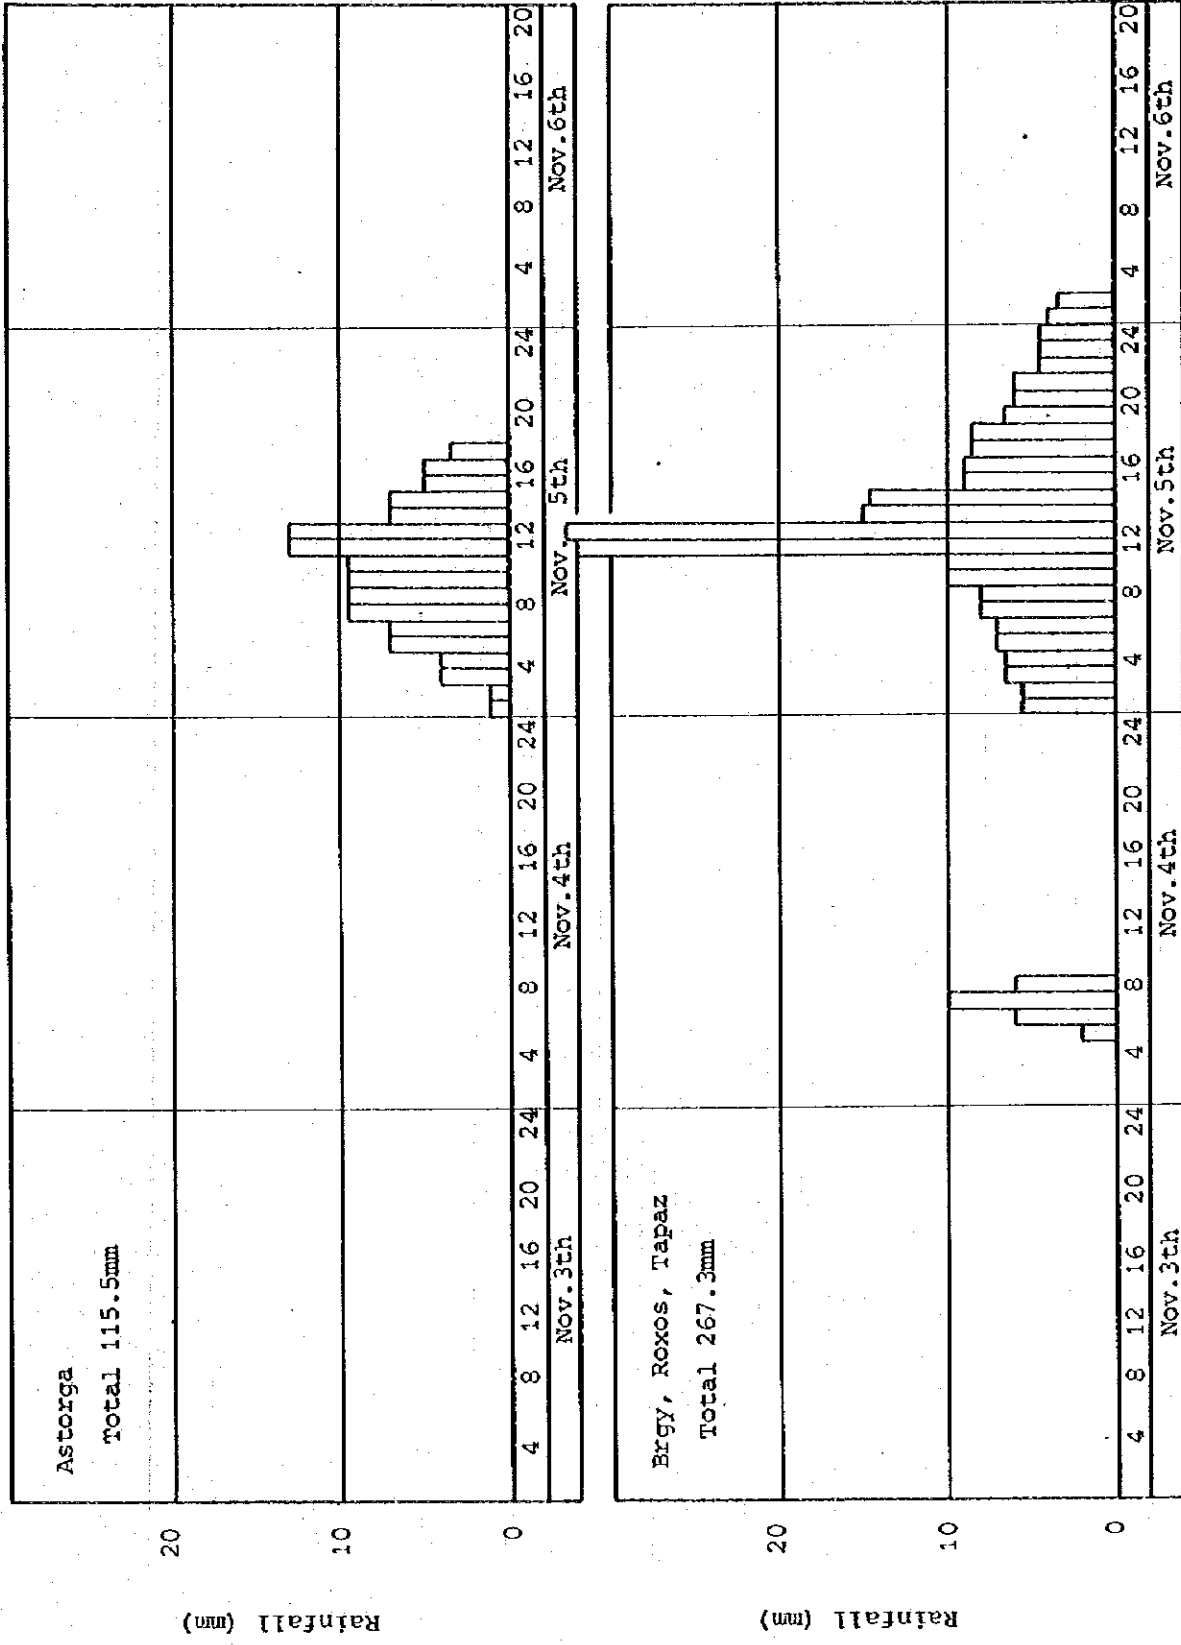 Astorga
Total 115.5mm
Rainfall (mm)
20
10
0
4 8 12 16 20 24 4 8 12 16 20 24 4 8 12 16 20 24 4 8 12 16 20
Nov.3th Nov.4th Nov. 5th Nov.6th
Brgy, Roxos, Tapaz
Total 267.3mm
Rainfall (mm)
20
10
0
4 8 12 16 20 24 4 8 12 16 20 24 4 8 12 16 20 24 4 8 12 16 20
Nov.3th Nov.4th Nov.5th Nov.6th